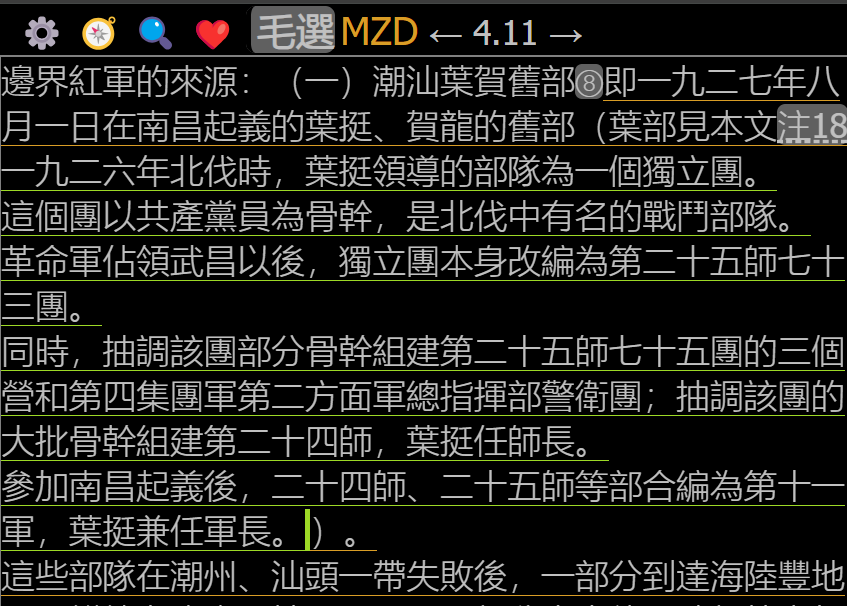 毛選 MZD ← 4.11 →
邊界紅軍的來源：（一）潮汕葉賀舊部⑧即一九二七年八
月一日在南昌起義的葉挺、賀龍的舊部（葉部見本文注18
一九二六年北伐時，葉挺領導的部隊為一個獨立團。
這個團以共產黨員為骨幹，是北伐中有名的戰鬥部隊。
革命軍佔領武昌以後，獨立團本身改編為第二十五師七十
三團。
同時，抽調該團部分骨幹組建第二十五師七十五團的三個
營和第四集團軍第二方面軍總指揮部警衛團；抽調該團的
大批骨幹組建第二十四師，葉挺任師長。
參加南昌起義後，二十四師、二十五師等部合編為第十一
軍，葉挺兼任軍長。）。
這些部隊在潮州、汕頭一帶失敗後，一部分到達海陸豐地